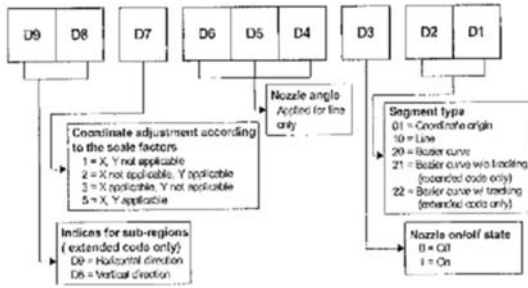 D9 D8 D7 D6 D5 D4 D3 D2 D1
Nozzle angle
Applied for line
only
Segment type
01 = Coordinate origin
10 = Line
20 = Bezier curve
21 = Bezier curve w/o tracking
(extended code only)
22 = Bezier curve w/ tracking
(extended code only)
Coordinate adjustment according
to the scale factors
1 = X, Y not applicable
2 = X not applicable, Y applicable
3 = X applicable, Y not applicable
5 = X, Y applicable
Indices for sub-regions
( extended code only)
D9 = Horizontal direction
D8 = Vertical direction
Nozzle on/off state
0 = Off
1 = On